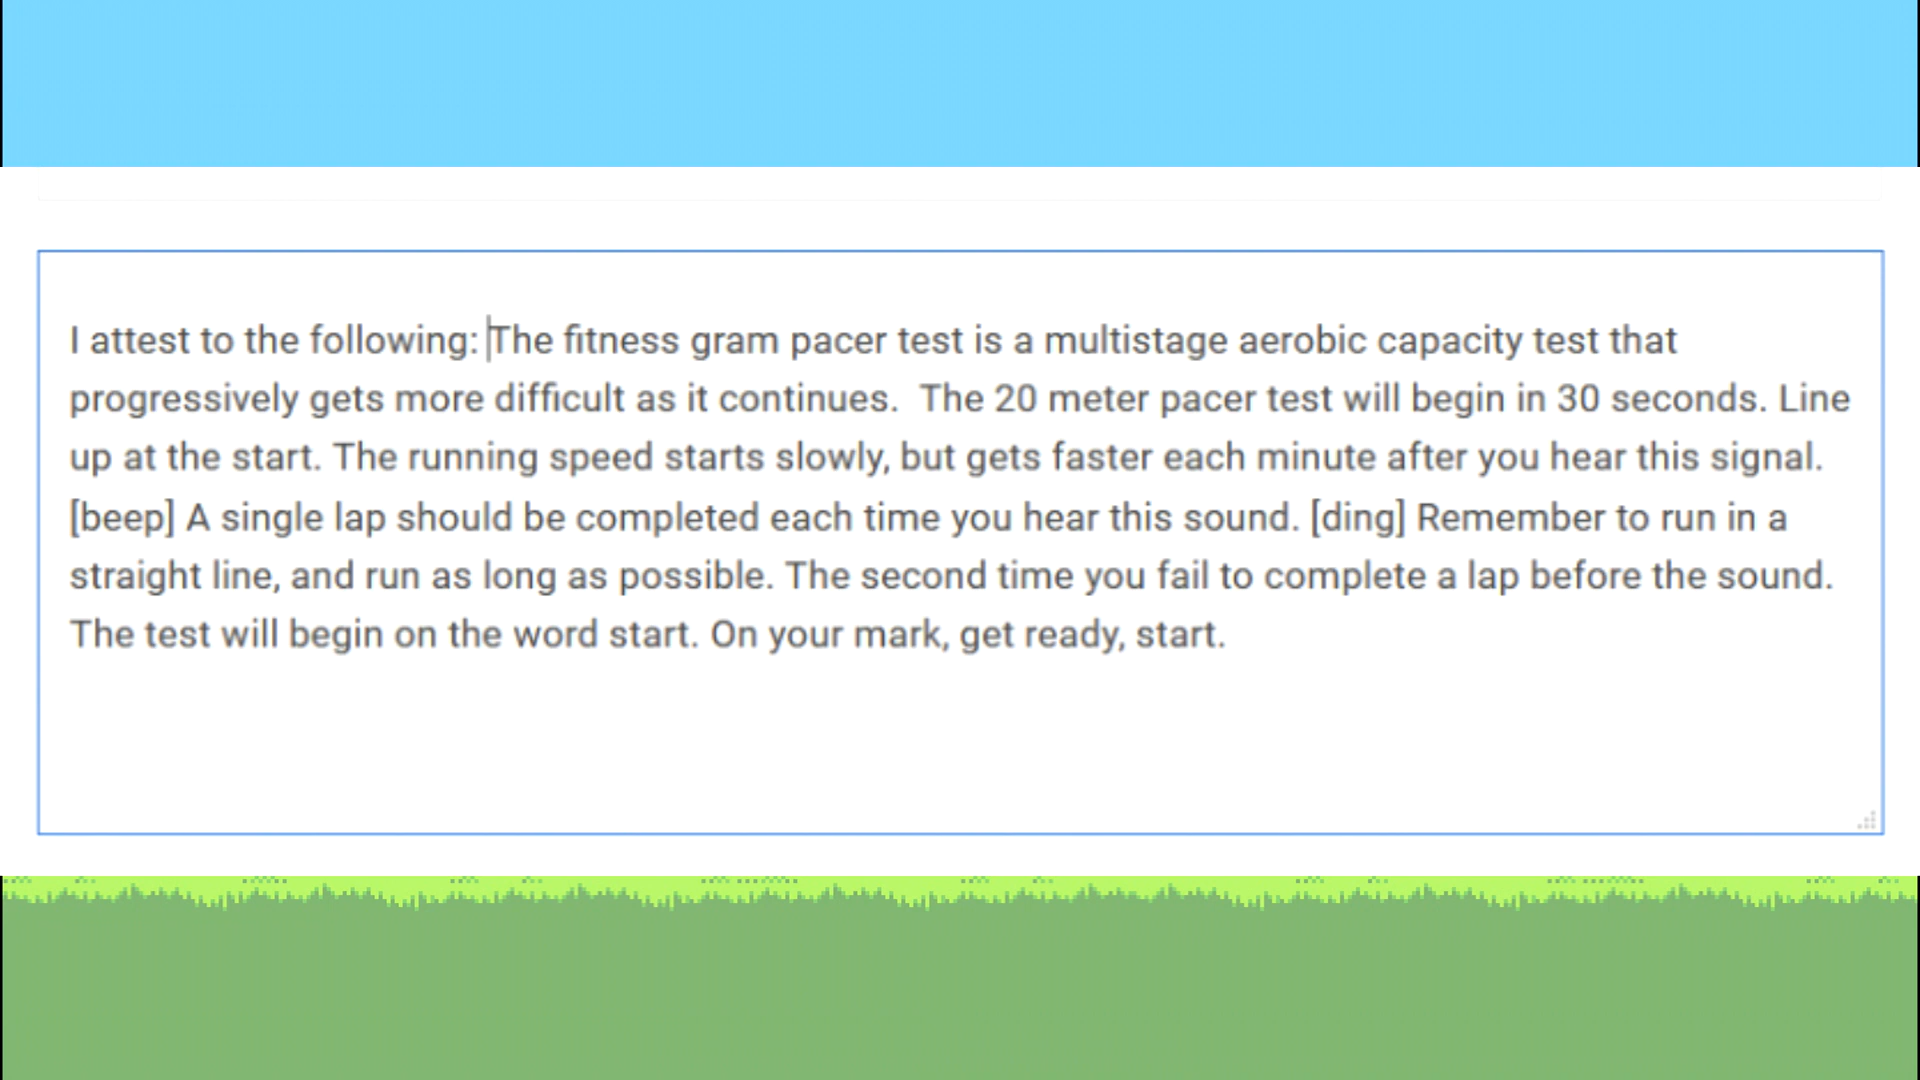 I attest to the following: The fitness gram pacer test is a multistage aerobic capacity test that
progressively gets more difficult as it continues.  The 20 meter pacer test will begin in 30 seconds. Line
up at the start. The running speed starts slowly, but gets faster each minute after you hear this signal.
[beep] A single lap should be completed each time you hear this sound. [ding] Remember to run in a
straight line, and run as long as possible. The second time you fail to complete a lap before the sound.
The test will begin on the word start. On your mark, get ready, start.